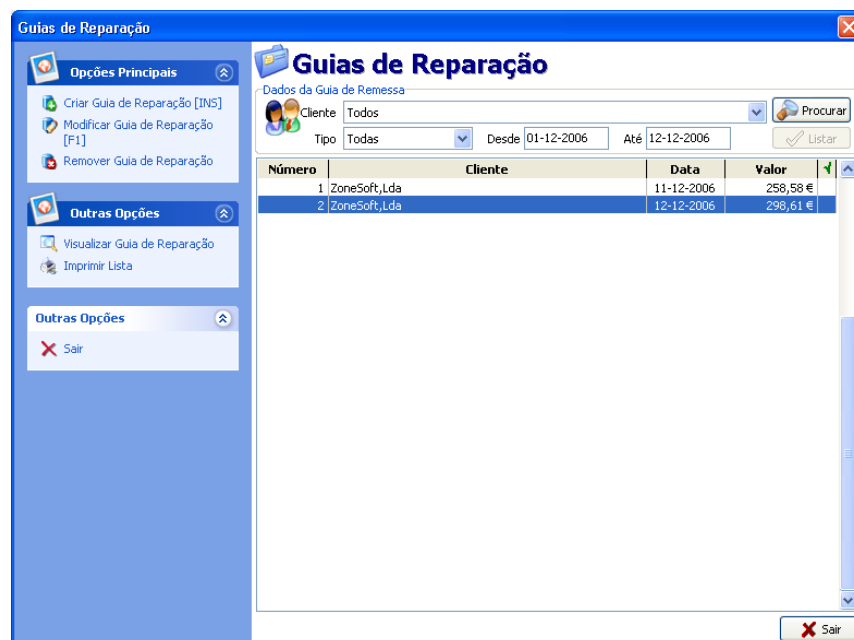 Guias de Reparação
Opções Principais
Criar Guia de Reparação [INS]
Modificar Guia de Reparação
[F1]
Remover Guia de Reparação
Outras Opções
Visualizar Guia de Reparação
Imprimir Lista
Outras Opções
Sair
Guias de Reparação
Dados da Guia de Remessa
Cliente Todos Procurar
Tipo Todas Desde 01-12-2006 Até 12-12-2006 Listar
Número Cliente Data Valor
1 ZoneSoft,Lda 11-12-2006 258,58 €
2 ZoneSoft,Lda 12-12-2006 298,61 €
Sair